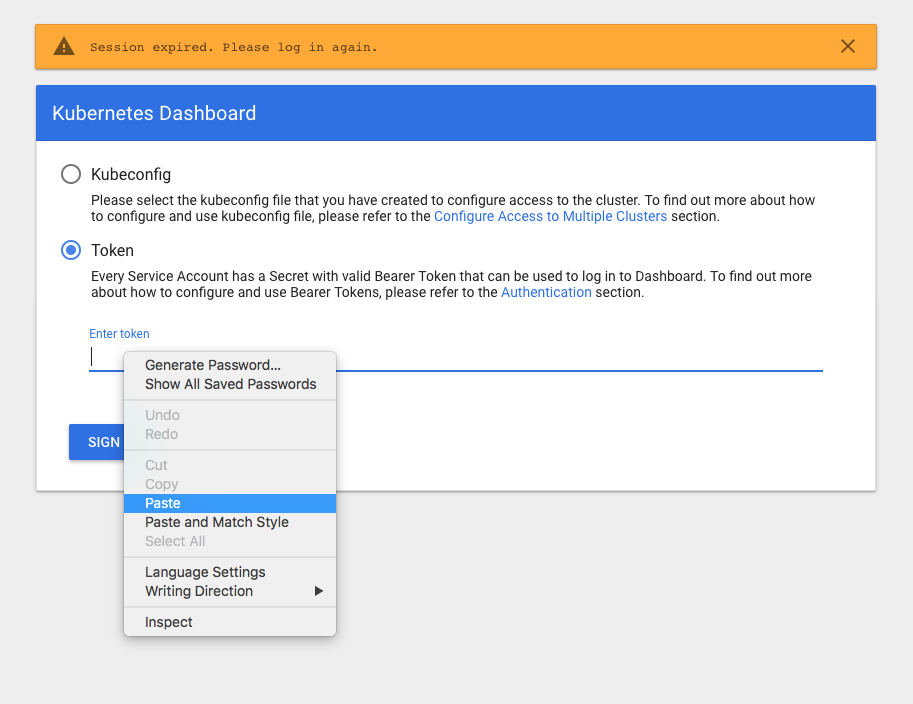 Session expired. Please log in again.
Kubernetes Dashboard
Kubeconfig
Please select the kubeconfig file that you have created to configure access to the cluster. To find out more about how
to configure and use kubeconfig file, please refer to the Configure Access to Multiple Clusters section.
Token
Every Service Account has a Secret with valid Bearer Token that can be used to log in to Dashboard. To find out more
about how to configure and use Bearer Tokens, please refer to the Authentication section.
Enter token
SIGN
Generate Password...
Show All Saved Passwords
Undo
Redo
Cut
Copy
Paste
Paste and Match Style
Select All
Language Settings
Writing Direction
Inspect